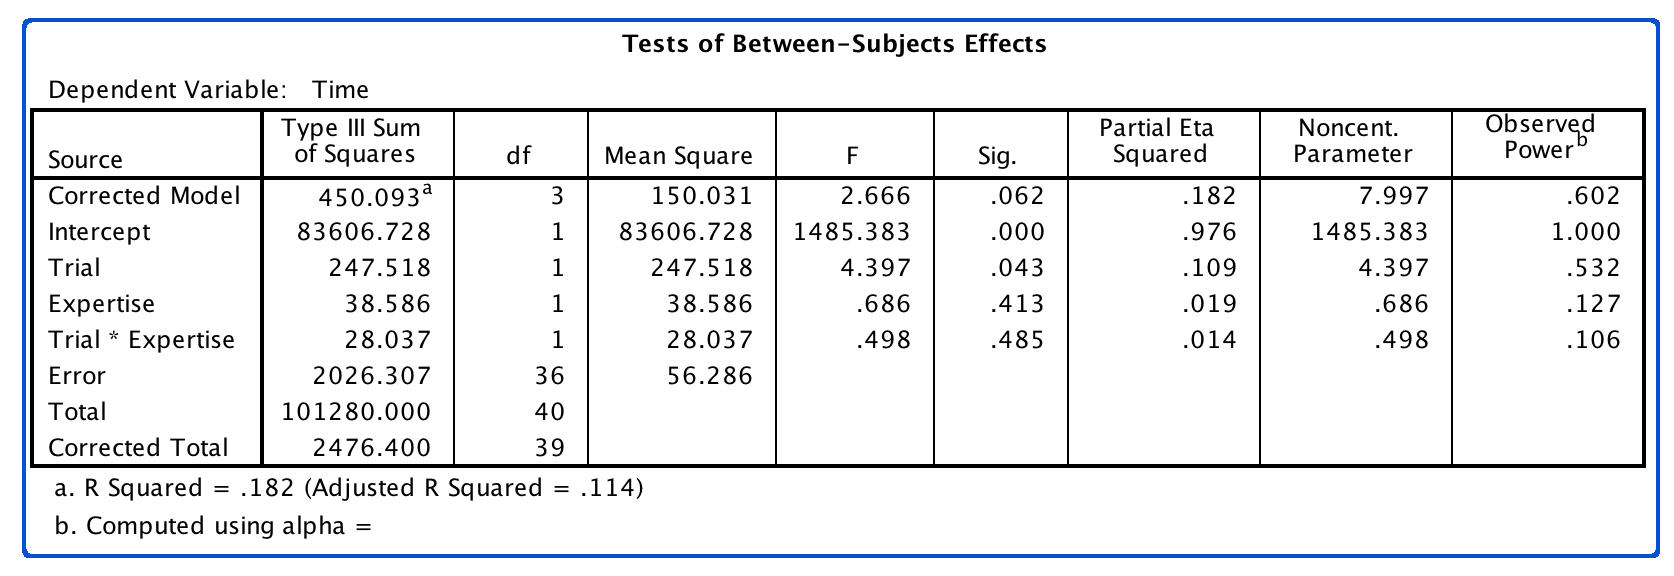 Tests of Between-Subjects Effects
Dependent Variable: Time
Source Type III Sum of Squares df Mean Square F Sig. Partial Eta Squared Noncent. Parameter Observed Power b
Corrected Model 450.093a 3 150.031 2.666 .062 .182 7.997 .602
Intercept 83606.728 1 83606.728 1485.383 .000 .976 1485.383 1.000
Trial 247.518 1 247.518 4.397 .043 .109 4.397 .532
Expertise 38.586 1 38.586 .686 .413 .019 .686 .127
Trial * Expertise 28.037 1 28.037 .498 .485 .014 .498 .106
Error 2026.307 36 56.286
Total 101280.000 40
Corrected Total 2476.400 39
a. R Squared = .182 (Adjusted R Squared = .114)
b. Computed using alpha =